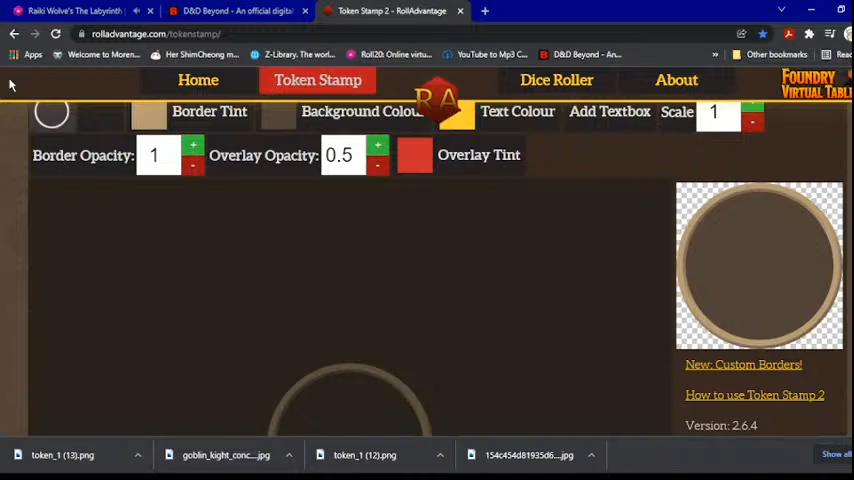 Raiki Wolve's The Labyrinth
D&D Beyond - An official digital
Token Stamp 2 - RollAdvantage
rolladvantage.com/tokenstamp/
Apps
Welcome to Moren...
Her ShimCheong m...
Z-Library. The worl...
Roll20: Online virtu...
YouTube to Mp3 C...
D&D Beyond - An...
»
Other bookmarks
Home
Token Stamp
RA
Dice Roller
About
FOUNDRY
VIRTUAL TABL
Border Tint
Background Colou
Text Colour
Add Textbox
Scale
1
-
Border Opacity:
1
+
-
Overlay Opacity:
0.5
+
-
Overlay Tint
New: Custom Borders!
How to use Token Stamp 2
Version: 2.6.4
token_1 (13).png
goblin_kight_conc....jpg
token_1 (12).png
154c454d81935d6....jpg
Show all